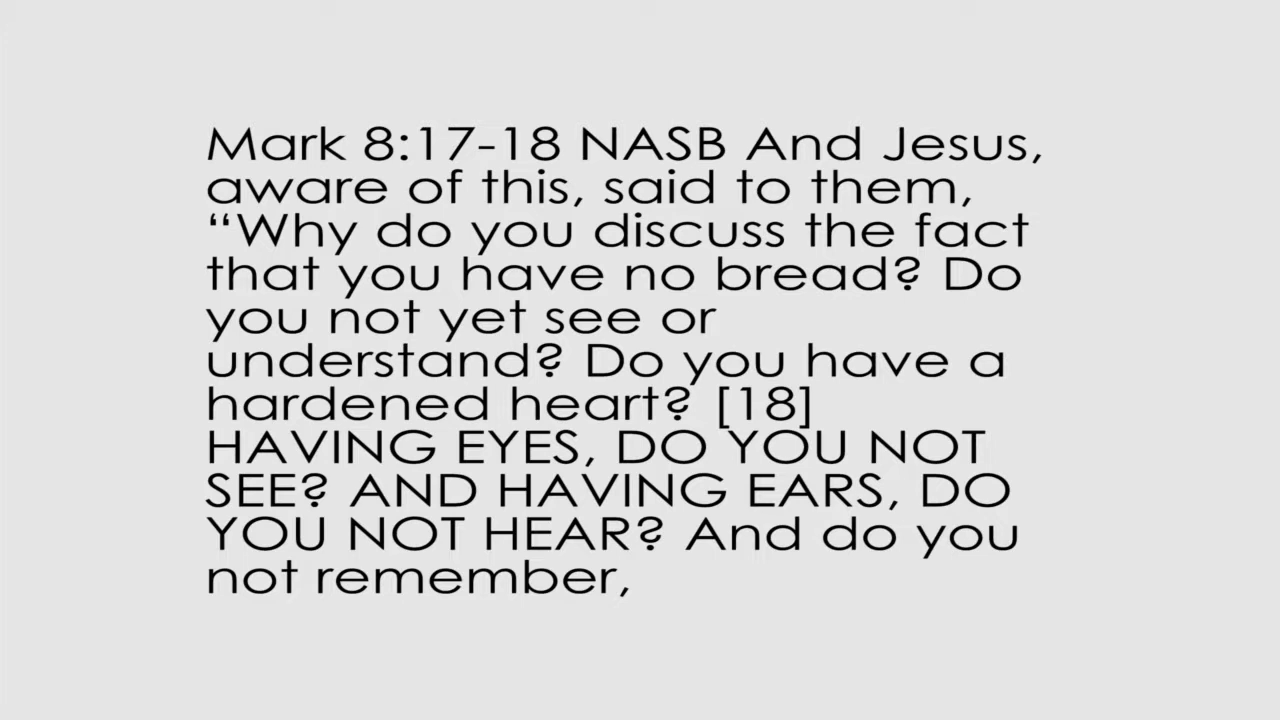 Mark 8:17-18 NASB And Jesus,
aware of this, said to them,
“Why do you discuss the fact
that you have no bread? Do
you not yet see or
understand? Do you have a
hardened heart? [18]
HAVING EYES, DO YOU NOT
SEE? AND HAVING EARS, DO
YOU NOT HEAR? And do you
not remember,